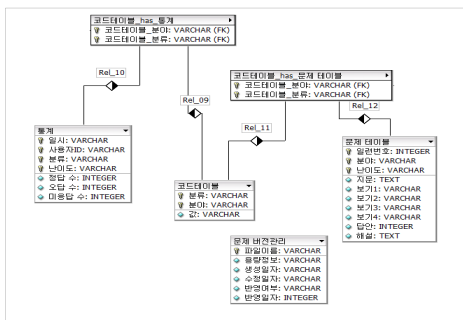 코드테이블_has_통계
코드테이블_분야: VARCHAR (FK)
코드테이블_분류: VARCHAR (FK)
Rel_10
Rel_09
코드테이블_has_문제 테이블
코드테이블_분야: VARCHAR (FK)
코드테이블_분류: VARCHAR (FK)
Rel_11
Rel_12
통계
일시: VARCHAR
사용자ID: VARCHAR
분류: VARCHAR
난이도: VARCHAR
정답 수: INTEGER
오답 수: INTEGER
미응답 수: INTEGER
코드테이블
분류: VARCHAR
분야: VARCHAR
값: VARCHAR
문제 테이블
일련번호: INTEGER
분야: VARCHAR
난이도: VARCHAR
지문: TEXT
보기1: VARCHAR
보기2: VARCHAR
보기3: VARCHAR
보기4: VARCHAR
답안: INTEGER
해설: TEXT
문제 버젼관리
파일이름: VARCHAR
용량정보: VARCHAR
생성일자: VARCHAR
수정일자: VARCHAR
반영여부: VARCHAR
반영일자: INTEGER